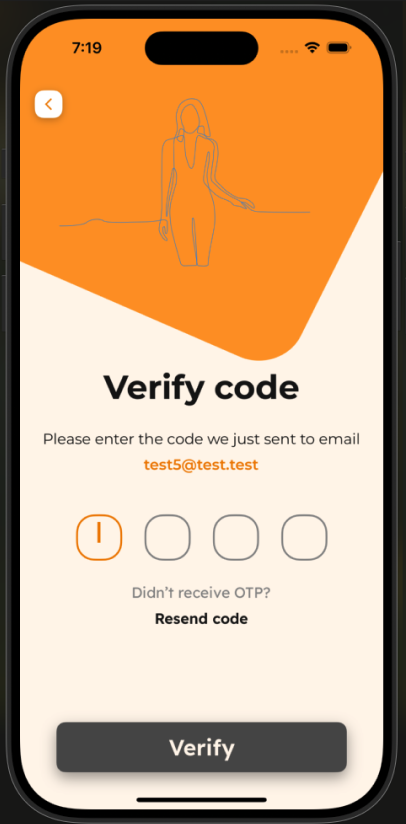 7:19
Verify code
Please enter the code we just sent to email
test5@test.test
Didn't receive OTP?
Resend code
Verify